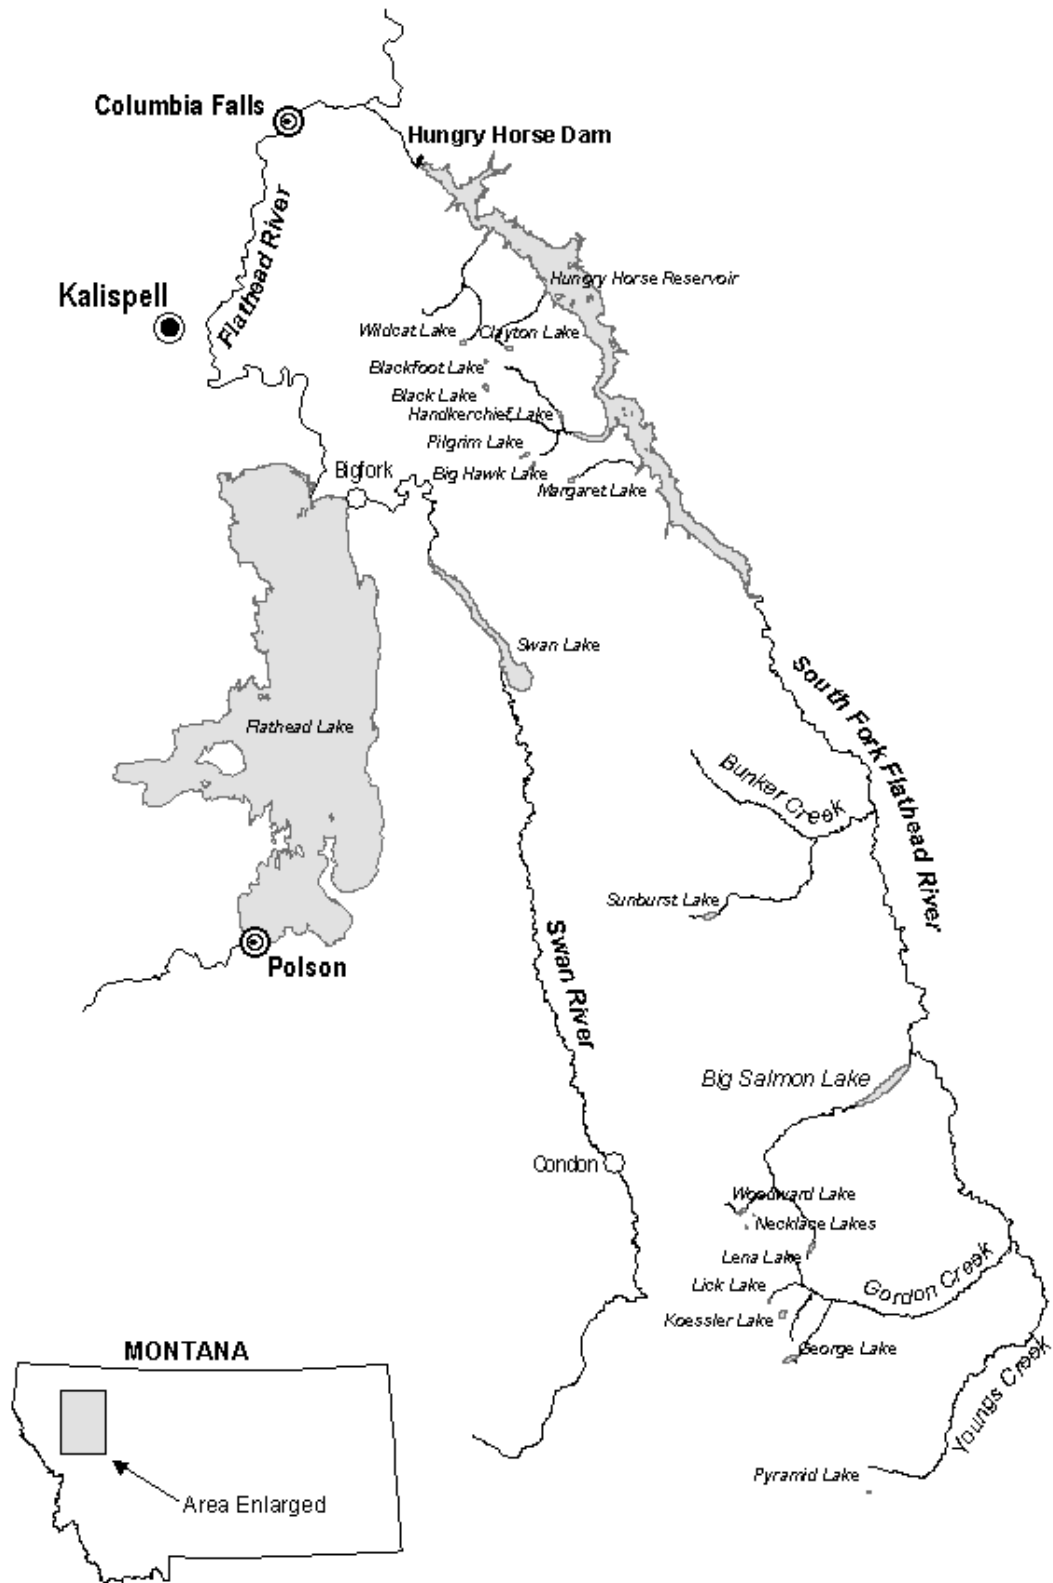 Columbia Falls
Hungry Horse Dam
Flathead River
Kalispell
Hungry Horse Reservoir
Wildcat Lake
Clayton Lake
Blackfoot Lake
Black Lake
Handkerchief Lake
Pilgrim Lake
Big Hawk Lake
Margaret Lake
Bigfork
Swan Lake
South Fork Flathead River
Flathead Lake
Bunker Creek
Sunburst Lake
Swan River
Polson
Big Salmon Lake
Condon
Woodward Lake
Necklace Lakes
Lena Lake
Gordon Creek
Lick Lake
Koessler Lake
George Lake
MONTANA
Youngs Creek
Pyramid Lake
Area Enlarged